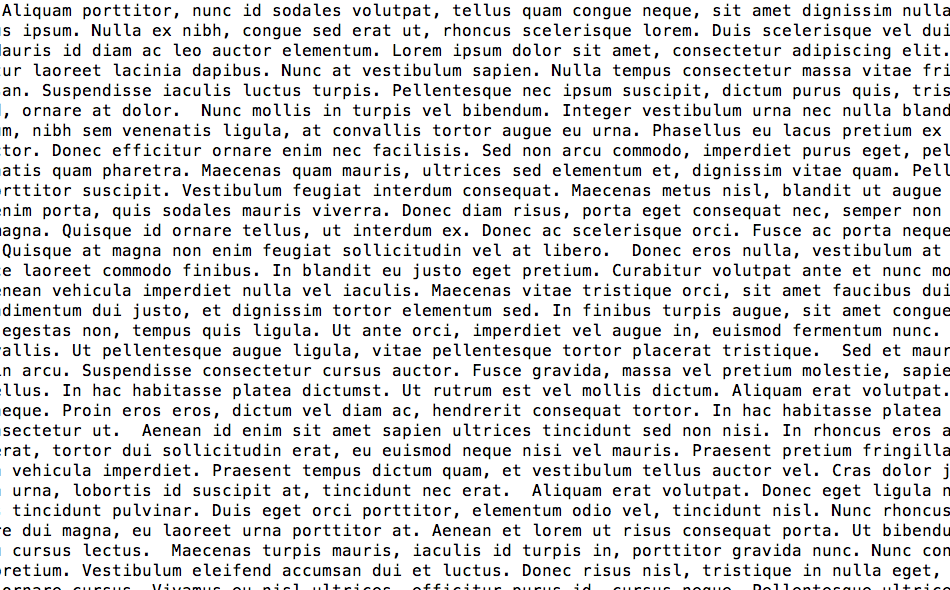 Aliquam porttitor, nunc id sodales volutpat, tellus quam congue neque, sit amet dignissim nulla
s ipsum. Nulla ex nibh, congue sed erat ut, rhoncus scelerisque lorem. Duis scelerisque vel dui
auris id diam ac leo auctor elementum. Lorem ipsum dolor sit amet, consectetur adipiscing elit.
ur laoreet lacinia dapibus. Nunc at vestibulum sapien. Nulla tempus consectetur massa vitae fri
an. Suspendisse iaculis luctus turpis. Pellentesque nec ipsum suscipit, dictum purus quis, tris
, ornare at dolor.  Nunc mollis in turpis vel bibendum. Integer vestibulum urna nec nulla bland
m, nibh sem venenatis ligula, at convallis tortor augue eu urna. Phasellus eu lacus pretium ex
tor. Donec efficitur ornare enim nec facilisis. Sed non arcu commodo, imperdiet purus eget, pel
atis quam pharetra. Maecenas quam mauris, ultrices sed elementum et, dignissim vitae quam. Pell
rttitor suscipit. Vestibulum feugiat interdum consequat. Maecenas metus nisl, blandit ut augue
enim porta, quis sodales mauris viverra. Donec diam risus, porta eget consequat nec, semper non
agna. Quisque id ornare tellus, ut interdum ex. Donec ac scelerisque orci. Fusce ac porta neque
Quisque at magna non enim feugiat sollicitudin vel at libero.  Donec eros nulla, vestibulum at
e laoreet commodo finibus. In blandit eu justo eget pretium. Curabitur volutpat ante et nunc mo
enean vehicula imperdiet nulla vel iaculis. Maecenas vitae tristique orci, sit amet faucibus dui
dimentum dui justo, et dignissim tortor elementum sed. In finibus turpis augue, sit amet congue
egestas non, tempus quis ligula. Ut ante orci, imperdiet vel augue in, euismod fermentum nunc.
vallis. Ut pellentesque augue ligula, vitae pellentesque tortor placerat tristique.  Sed et maur
in arcu. Suspendisse consectetur cursus auctor. Fusce gravida, massa vel pretium molestie, sapie
ellus. In hac habitasse platea dictumst. Ut rutrum est vel mollis dictum. Aliquam erat volutpat.
eque. Proin eros eros, dictum vel diam ac, hendrerit consequat tortor. In hac habitasse platea
sectetur ut.  Aenean id enim sit amet sapien ultrices tincidunt sed non nisi. In rhoncus eros a
erat, tortor dui sollicitudin erat, eu euismod neque nisi vel mauris. Praesent pretium fringilla
vehicula imperdiet. Praesent tempus dictum quam, et vestibulum tellus auctor vel. Cras dolor j
urna, lobortis id suscipit at, tincidunt nec erat.  Aliquam erat volutpat. Donec eget ligula n
tincidunt pulvinar. Duis eget orci porttitor, elementum odio vel, tincidunt nisl. Nunc rhoncus
re dui magna, eu laoreet urna porttitor at. Aenean et lorem ut risus consequat porta. Ut bibendu
cursus lectus.  Maecenas turpis mauris, iaculis id turpis in, porttitor gravida nunc. Nunc con
pretium. Vestibulum eleifend accumsan dui et luctus. Donec risus nisl, tristique in nulla eget,
ornare cursus. Vivamus eu nisl ultrices, efficitur purus id, cursus neque. Pellentesque ultrice